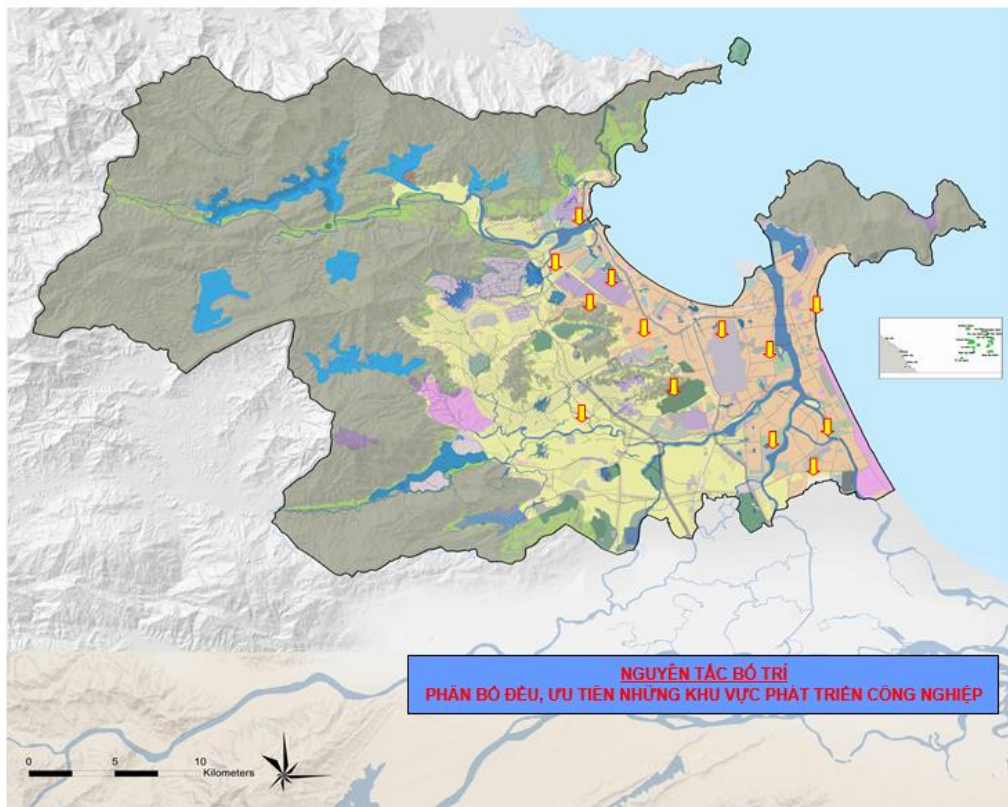 NGUYÊN TẮC BỐ TRÍ
PHÂN BỐ ĐỀU, ƯU TIÊN NHỮNG KHU VỰC PHÁT TRIỂN CÔNG NGHIỆP
0 5 10
Kilometers